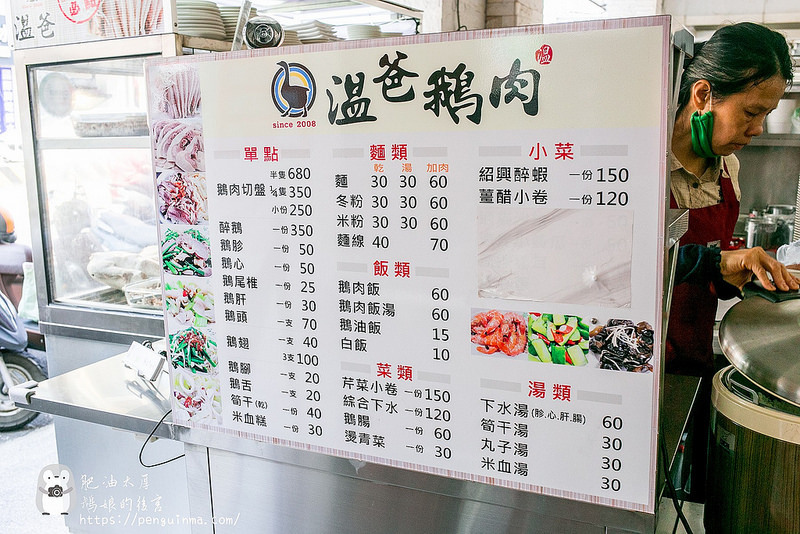 溫爸
溫爸鵝肉
since 2008
單點
鵝肉切盤 半隻 680
¼隻 350
小份 250
醉鵝 一份 350
鵝胗 一份 50
鵝心 一份 50
鵝尾椎 一份 25
鵝肝 一份 30
鵝頭 一支 70
鵝翅 一支 40
3支 100
鵝腳 一支 20
鵝舌 一支 20
筍干(乾) 一份 40
米血糕 一份 30
麵類
乾 湯 加肉
麵 30 30 60
冬粉 30 30 60
米粉 30 30 60
麵線 40 70
飯類
鵝肉飯 60
鵝肉飯湯 60
鵝油飯 15
白飯 10
菜類
芹菜小卷 一份 150
綜合下水 一份 120
鵝腸 一份 60
燙青菜 一份 30
小菜
紹興醉蝦 一份 150
薑醋小卷 一份 120
湯類
下水湯(胗.心.肝.腸) 60
筍干湯 30
丸子湯 30
米血湯 30
https://penguinma.com/